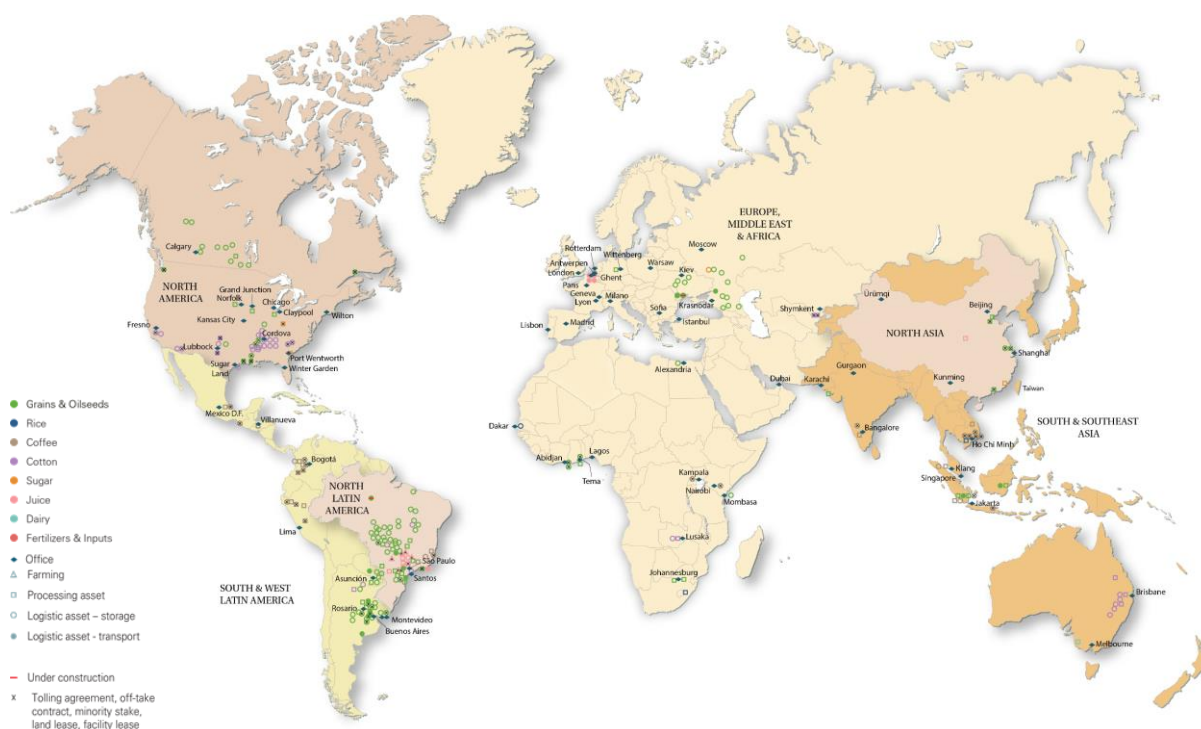 EUROPE,
MIDDLE EAST
& AFRICA
Rotterdam
Wittenberg
Moscow
Antwerpen
London
Warsaw
Ghent
Kiev
Paris
Geneva
Lyon
Milano
Krasnodar
Sofia
Istanbul
Lisbon
Madrid
Shymkent
Ürümqi
Beijing
NORTH ASIA
Shanghai
Calgary
NORTH
AMERICA
Grand Junction
Norfolk
Chicago
Claypool
Kansas City
Wilton
Fresno
Cordova
Lubbock
Port Wentworth
Sugar
Land
Winter Garden
Alexandria
Dubai
Karachi
Gurgaon
Kunming
Taiwan
Mexico D.F.
Villanueva
Dakar
Bangalore
SOUTH & SOUTHEAST
ASIA
Ho Chi Minh
Bogotá
Abidjan
Lagos
Tema
Kampala
Nairobi
Mombasa
Klang
Singapore
Jakarta
NORTH
LATIN
AMERICA
Lima
Lusaka
São Paulo
Asunción
Santos
Johannesburg
SOUTH & WEST
LATIN AMERICA
Rosario
Montevideo
Buenos Aires
Brisbane
Melbourne
Grains & Oilseeds
Rice
Coffee
Cotton
Sugar
Juice
Dairy
Fertilizers & Inputs
Office
Farming
Processing asset
Logistic asset – storage
Logistic asset - transport
Under construction
x Tolling agreement, off-take
contract, minority stake,
land lease, facility lease